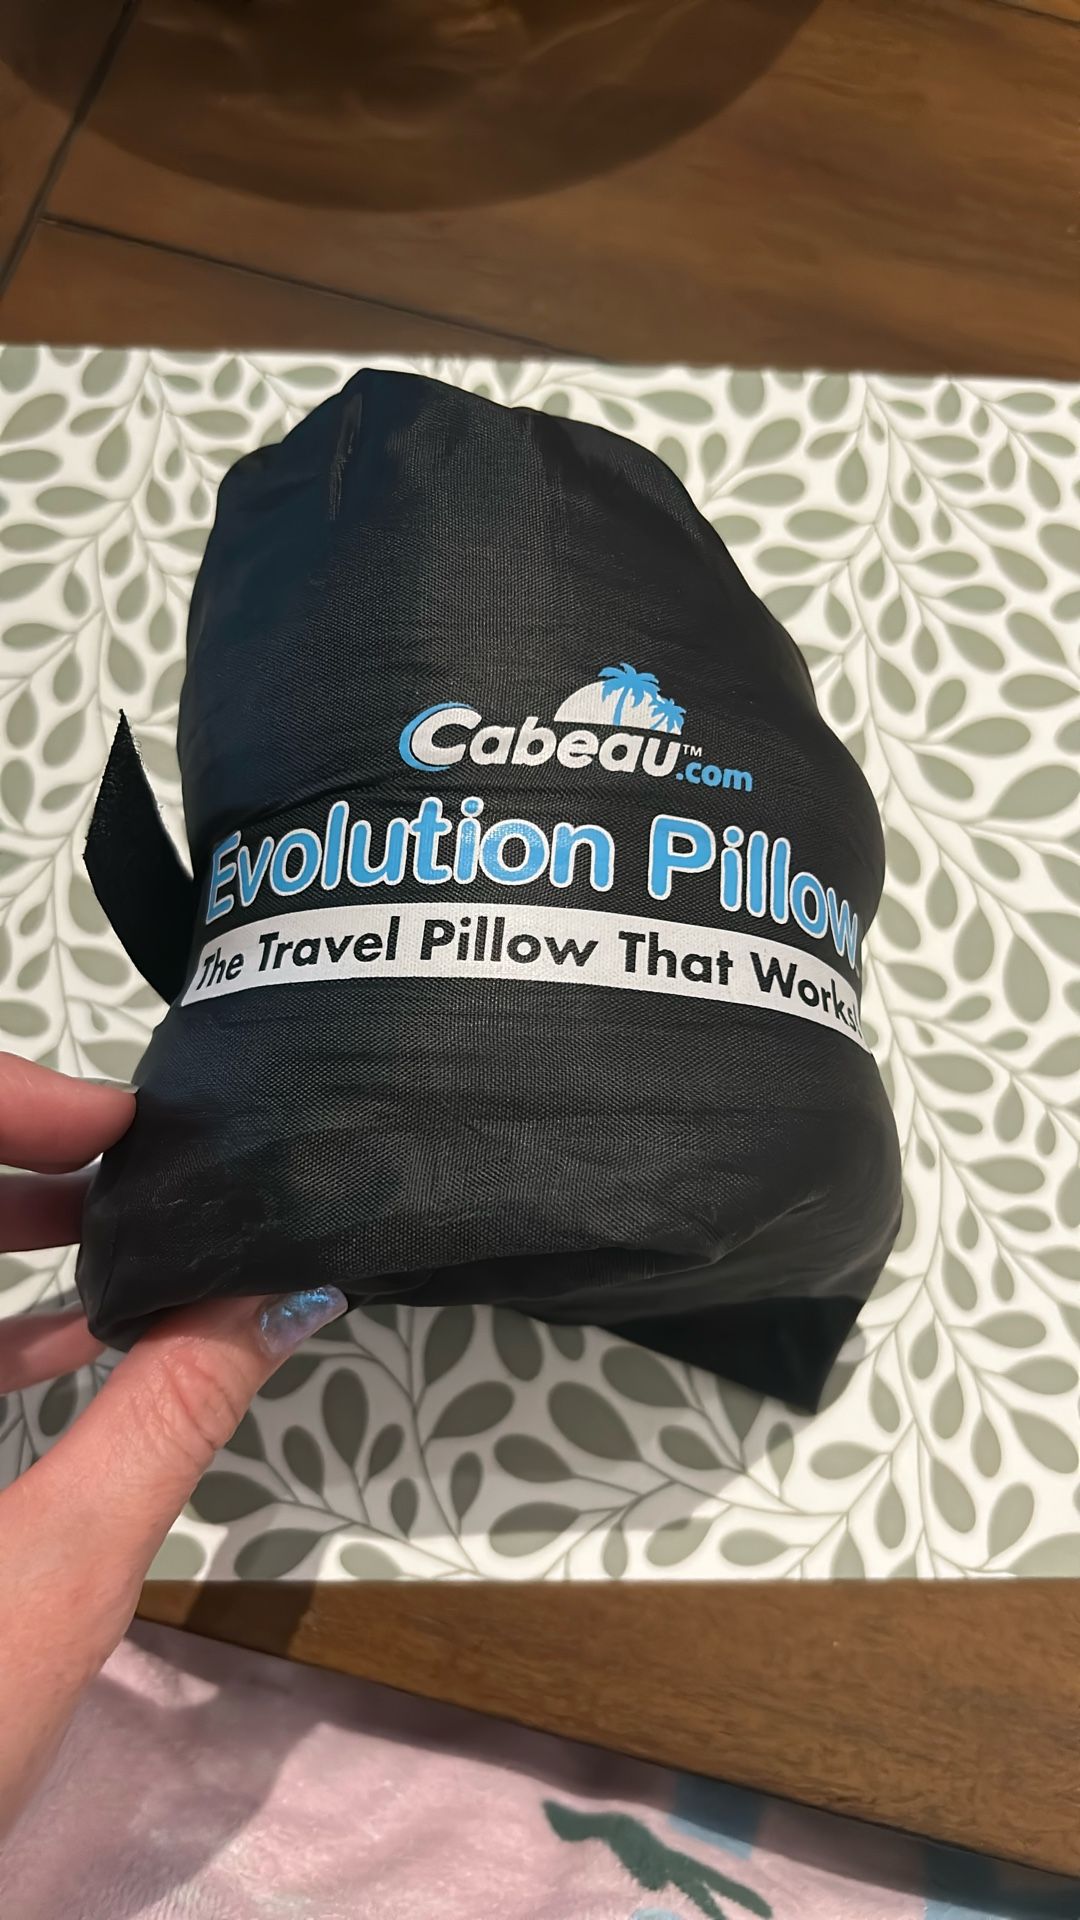 Cabeau™.com
Evolution Pillow
The Travel Pillow That Works!